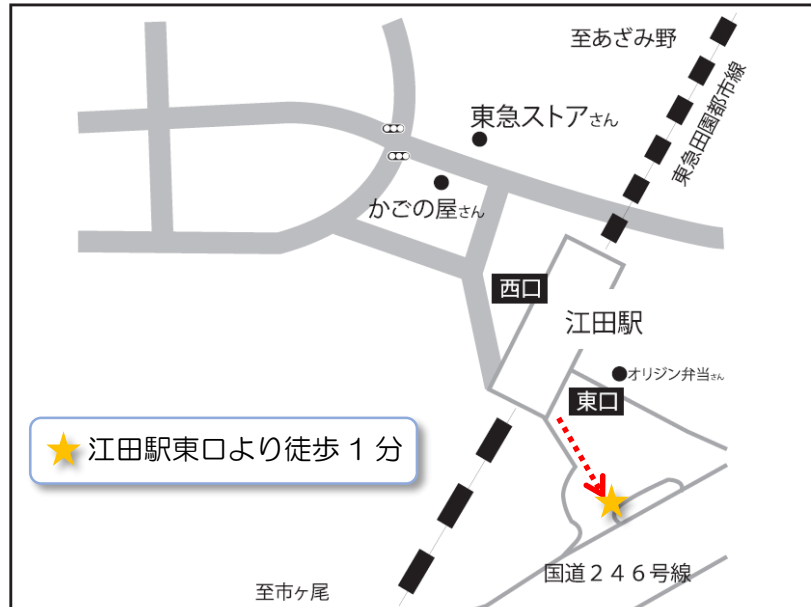 至あざみ野
東急田園都市線
東急ストアさん
かごの屋さん
西口
江田駅
オリジン弁当さん
東口
江田駅東口より徒歩 1 分
国道246号線
至市ヶ尾